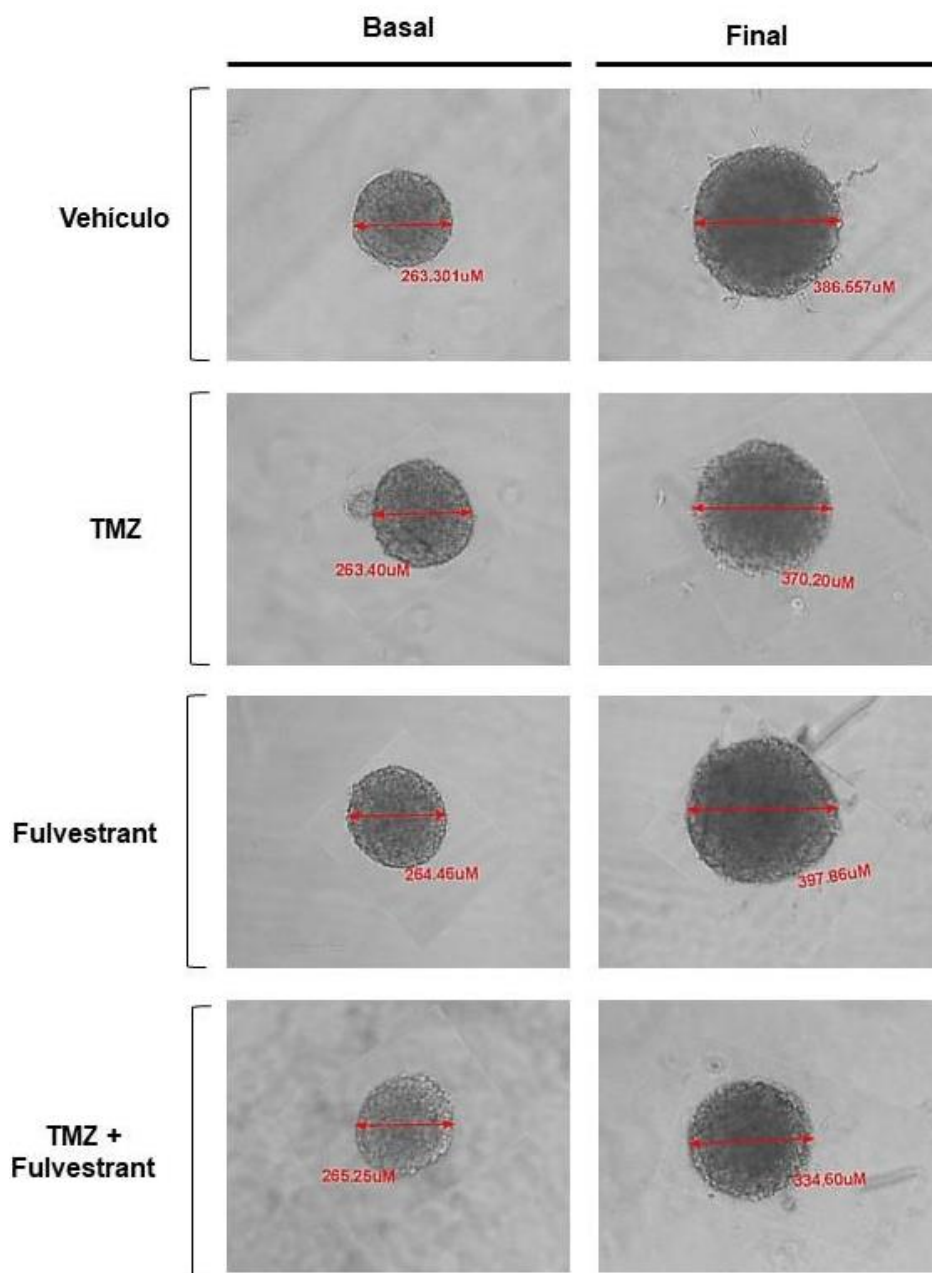 Basal
Final
Vehículo
263.301uM
386.557uM
TMZ
263.40uM
370.20uM
Fulvestrant
264.46uM
397.86uM
TMZ +
Fulvestrant
265.25uM
334.60uM